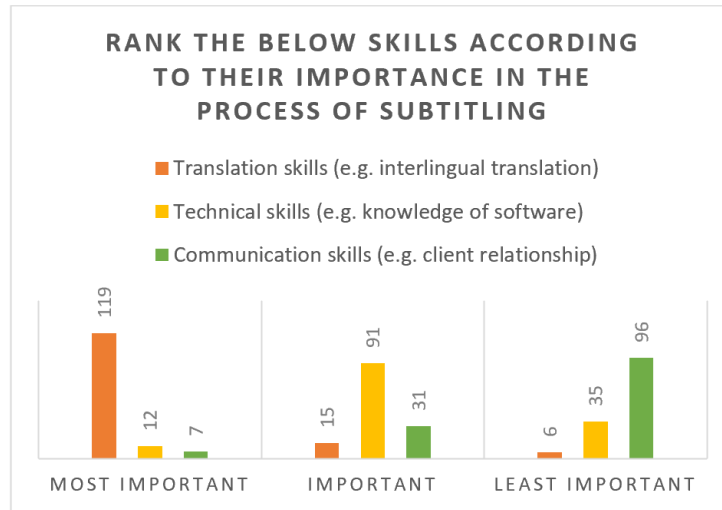 RANK THE BELOW SKILLS ACCORDING
TO THEIR IMPORTANCE IN THE
PROCESS OF SUBTITLING
Translation skills (e.g. interlingual translation)
Technical skills (e.g. knowledge of software)
Communication skills (e.g. client relationship)
119
12
7
15
91
31
6
35
96
MOST IMPORTANT
IMPORTANT
LEAST IMPORTANT